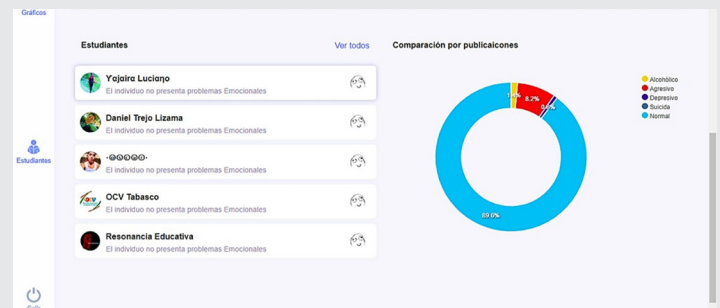 Gráficos
Estudiantes
Ver todos
Comparación por publicaicones
Yajaira Luciano
El individuo no presenta problemas Emocionales
Daniel Trejo Lizama
El individuo no presenta problemas Emocionales
El individuo no presenta problemas Emocionales
OCV Tabasco
El individuo no presenta problemas Emocionales
Resonancia Educativa
El individuo no presenta problemas Emocionales
Estudiantes
8.2%
89.6%
Alcohólico
Agresivo
Depresivo
Suicida
Normal